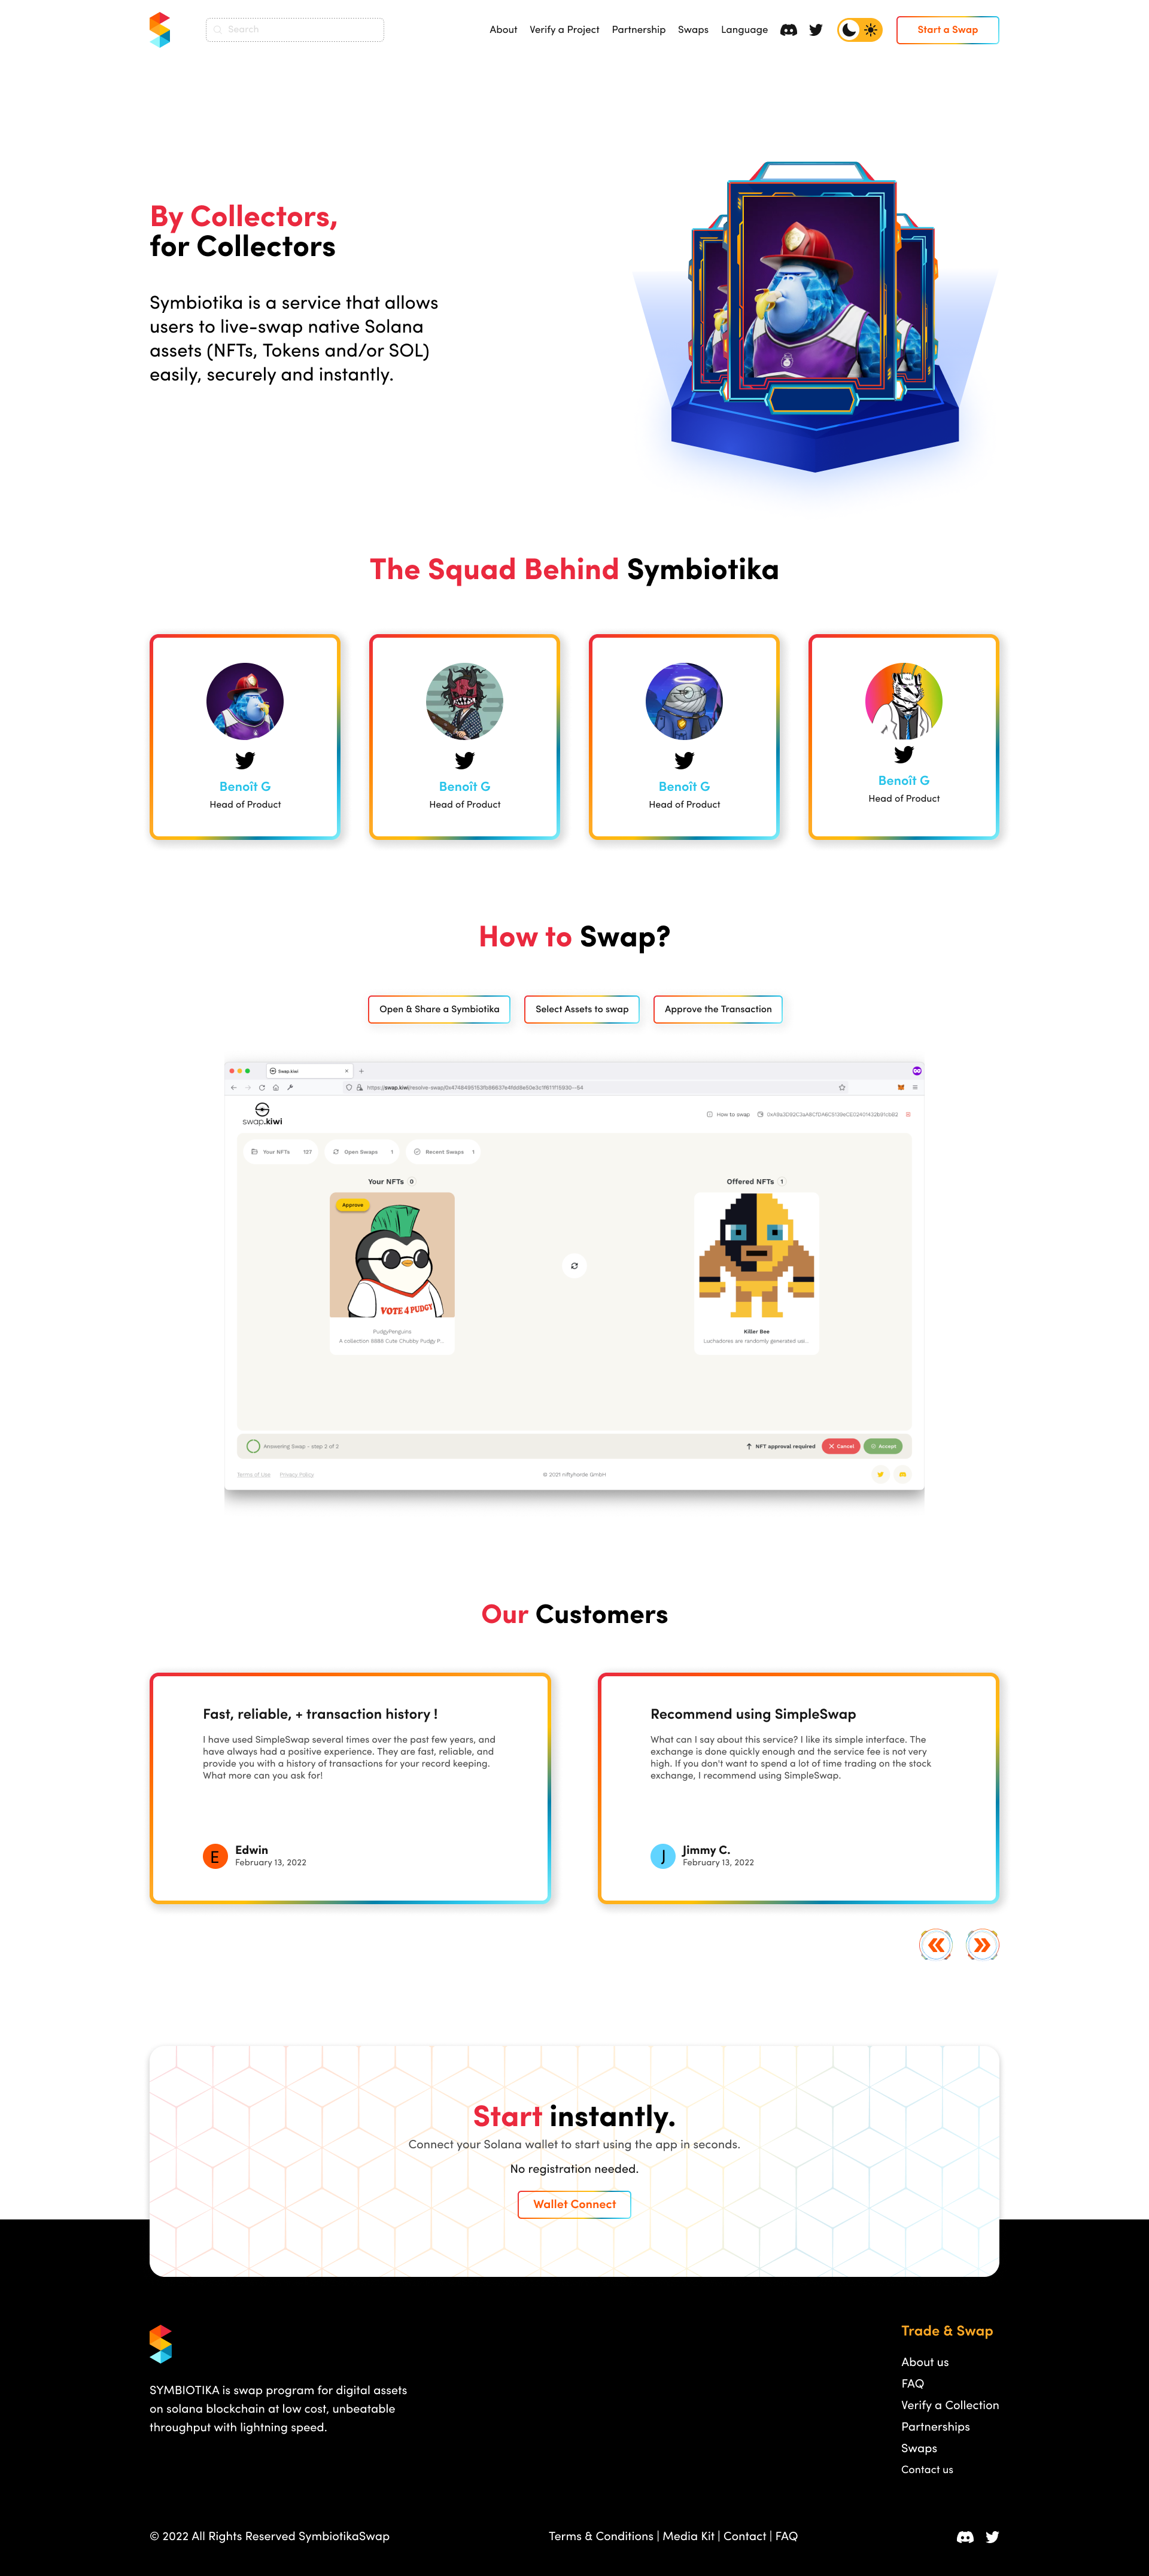 Search
About
Verify a Project
Partnership
Swaps
Language
Start a Swap
By Collectors,
for Collectors
Symbiotika is a service that allows
users to live-swap native Solana
assets (NFTs, Tokens and/or SOL)
easily, securely and instantly.
The Squad Behind Symbiotika
Benoît G
Head of Product
Benoît G
Head of Product
Benoît G
Head of Product
Benoît G
Head of Product
How to Swap?
Open & Share a Symbiotika
Select Assets to swap
Approve the Transaction
Swap.kiwi
How to swap
swap.kiwi
Your NFTs 127
Open Swaps 1
Recent Swaps 1
Your NFTs 0
Offered NFTs 1
Approve
VOTE 4 PUDGY
PudgyPenguins
A collection 8888 Cute Chubby Pudgy P...
Killer Bee
Luchadores are randomly generated usi...
Answering Swap - step 2 of 2
NFT approval required
Cancel
Accept
Terms of Use
Privacy Policy
© 2021 niftyhorde GmbH
Our Customers
Fast, reliable, + transaction history !
I have used SimpleSwap several times over the past few years, and
have always had a positive experience. They are fast, reliable, and
provide you with a history of transactions for your record keeping.
What more can you ask for!
E
Edwin
February 13, 2022
Recommend using SimpleSwap
What can I say about this service? I like its simple interface. The
exchange is done quickly enough and the service fee is not very
high. If you don't want to spend a lot of time trading on the stock
exchange, I recommend using SimpleSwap.
J
Jimmy C.
February 13, 2022
Start instantly.
Connect your Solana wallet to start using the app in seconds.
No registration needed.
Wallet Connect
SYMBIOTIKA is swap program for digital assets
on solana blockchain at low cost, unbeatable
throughput with lightning speed.
Trade & Swap
About us
FAQ
Verify a Collection
Partnerships
Swaps
Contact us
© 2022 All Rights Reserved SymbiotikaSwap
Terms & Conditions | Media Kit | Contact | FAQ